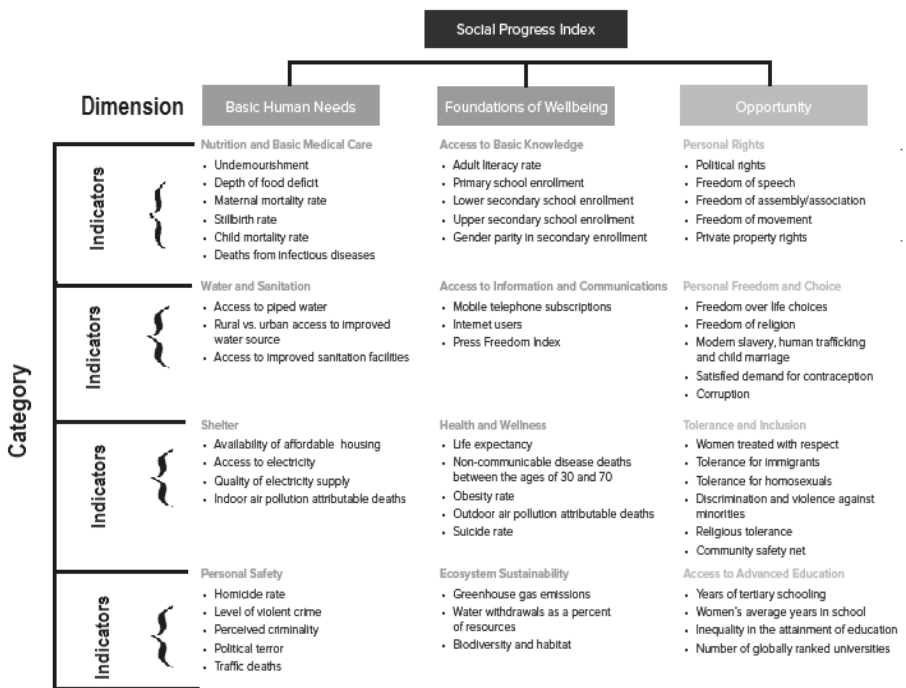 Social Progress Index
Dimension
Basic Human Needs
Foundations of Wellbeing
Opportunity
Category
Indicators
Nutrition and Basic Medical Care
• Undernourishment
• Depth of food deficit
• Maternal mortality rate
• Stillbirth rate
• Child mortality rate
• Deaths from infectious diseases
Access to Basic Knowledge
• Adult literacy rate
• Primary school enrollment
• Lower secondary school enrollment
• Upper secondary school enrollment
• Gender parity in secondary enrollment
Personal Rights
• Political rights
• Freedom of speech
• Freedom of assembly/association
• Freedom of movement
• Private property rights
Indicators
Water and Sanitation
• Access to piped water
• Rural vs. urban access to improved
water source
• Access to improved sanitation facilities
Access to Information and Communications
• Mobile telephone subscriptions
• Internet users
• Press Freedom Index
Personal Freedom and Choice
• Freedom over life choices
• Freedom of religion
• Modern slavery, human trafficking
and child marriage
• Satisfied demand for contraception
• Corruption
Indicators
Shelter
• Availability of affordable housing
• Access to electricity
• Quality of electricity supply
• Indoor air pollution attributable deaths
Health and Wellness
• Life expectancy
• Non-communicable disease deaths
between the ages of 30 and 70
• Obesity rate
• Outdoor air pollution attributable deaths
• Suicide rate
Tolerance and Inclusion
• Women treated with respect
• Tolerance for immigrants
• Tolerance for homosexuals
• Discrimination and violence against
minorities
• Religious tolerance
• Community safety net
Indicators
Personal Safety
• Homicide rate
• Level of violent crime
• Perceived criminality
• Political terror
• Traffic deaths
Ecosystem Sustainability
• Greenhouse gas emissions
• Water withdrawals as a percent
of resources
• Biodiversity and habitat
Access to Advanced Education
• Years of tertiary schooling
• Women's average years in school
• Inequality in the attainment of education
• Number of globally ranked universities